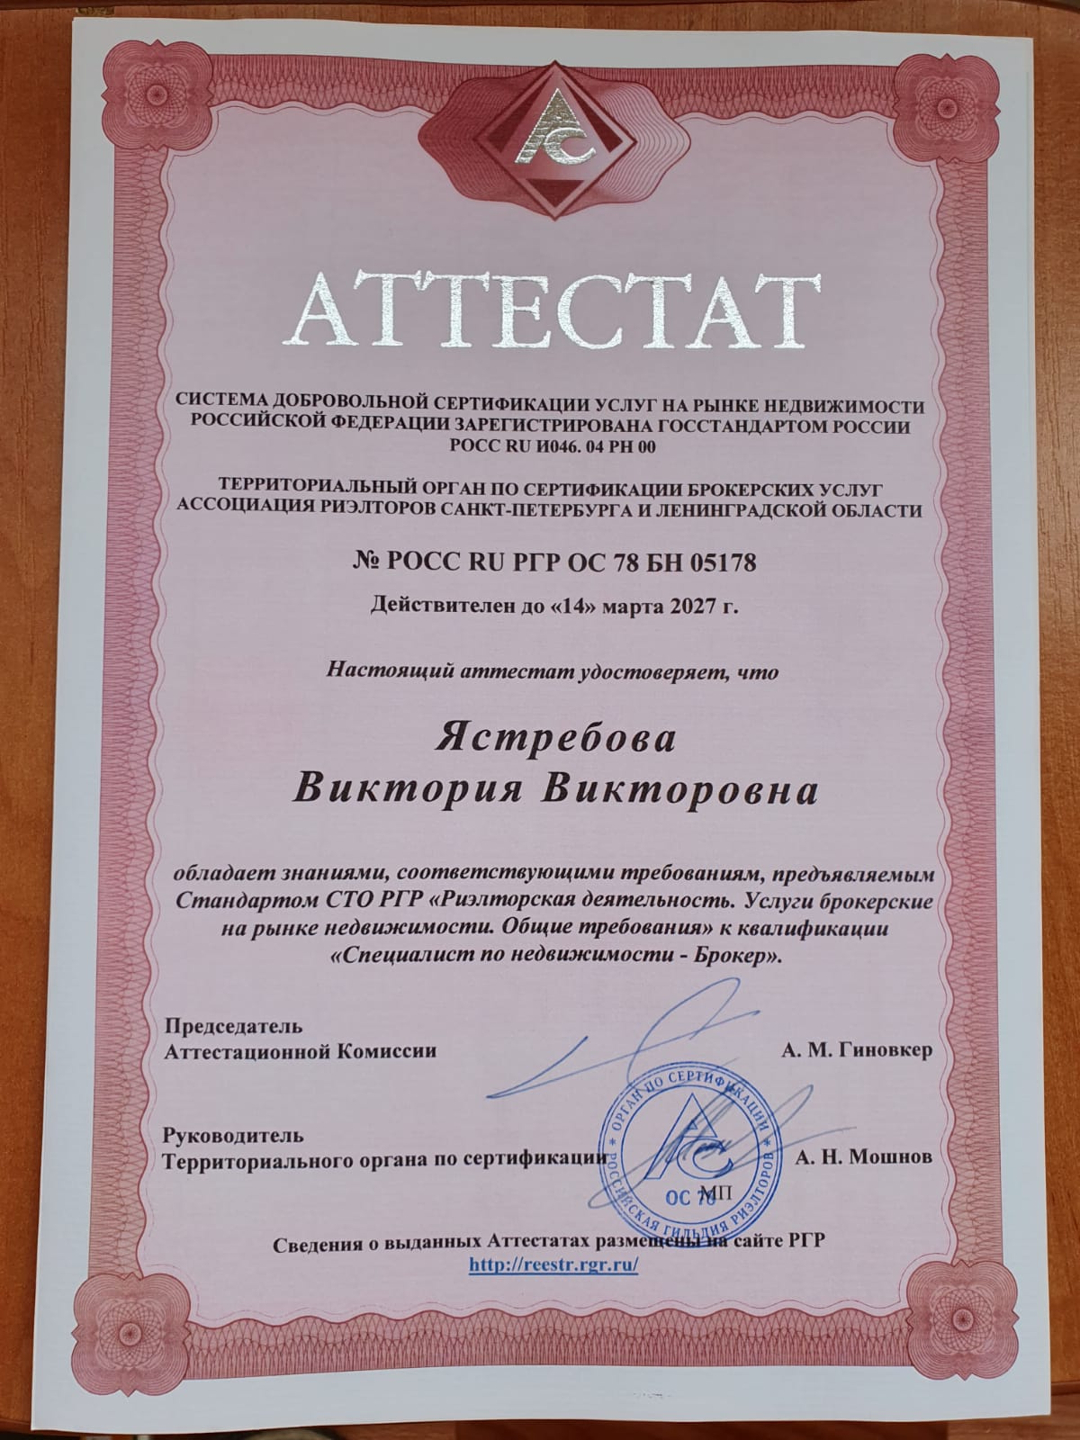 АС
АТТЕСТАТ
СИСТЕМА ДОБРОВОЛЬНОЙ СЕРТИФИКАЦИИ УСЛУГ НА РЫНКЕ НЕДВИЖИМОСТИ
РОССИЙСКОЙ ФЕДЕРАЦИИ ЗАРЕГИСТРИРОВАНА ГОССТАНДАРТОМ РОССИИ
РОСС RU И046. 04 РН 00
ТЕРРИТОРИАЛЬНЫЙ ОРГАН ПО СЕРТИФИКАЦИИ БРОКЕРСКИХ УСЛУГ
АССОЦИАЦИЯ РИЭЛТОРОВ САНКТ-ПЕТЕРБУРГА И ЛЕНИНГРАДСКОЙ ОБЛАСТИ
№ РОСС RU РГР ОС 78 БН 05178
Действителен до «14» марта 2027 г.
Настоящий аттестат удостоверяет, что
Ястребова
Виктория Викторовна
обладает знаниями, соответствующими требованиям, предъявляемым
Стандартом СТО РГР «Риэлторская деятельность. Услуги брокерские
на рынке недвижимости. Общие требования» к квалификации
«Специалист по недвижимости - Брокер».
Председатель
Аттестационной Комиссии
А. М. Гиновкер
Руководитель
Территориального органа по сертификации
А. Н. Мошнов
МП
ОРГАН ПО СЕРТИФИКАЦИИ * РОССИЙСКАЯ ГИЛЬДИЯ РИЭЛТОРОВ *
ОС 78
Сведения о выданных Аттестатах размещены на сайте РГР
http://reestr.rgr.ru/